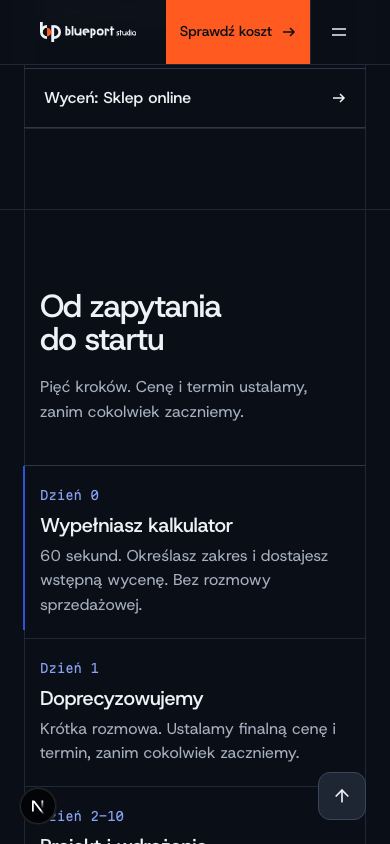 blueport studio
Sprawdź koszt →
Wyceń: Sklep online →
Od zapytania
do startu
Pięć kroków. Cenę i termin ustalamy,
zanim cokolwiek zaczniemy.
Dzień 0
Wypełniasz kalkulator
60 sekund. Określasz zakres i dostajesz
wstępną wycenę. Bez rozmowy
sprzedażowej.
Dzień 1
Doprecyzowujemy
Krótka rozmowa. Ustalamy finalną cenę i
termin, zanim cokolwiek zaczniemy.
Dzień 2–10
Projekt i wdrożenie